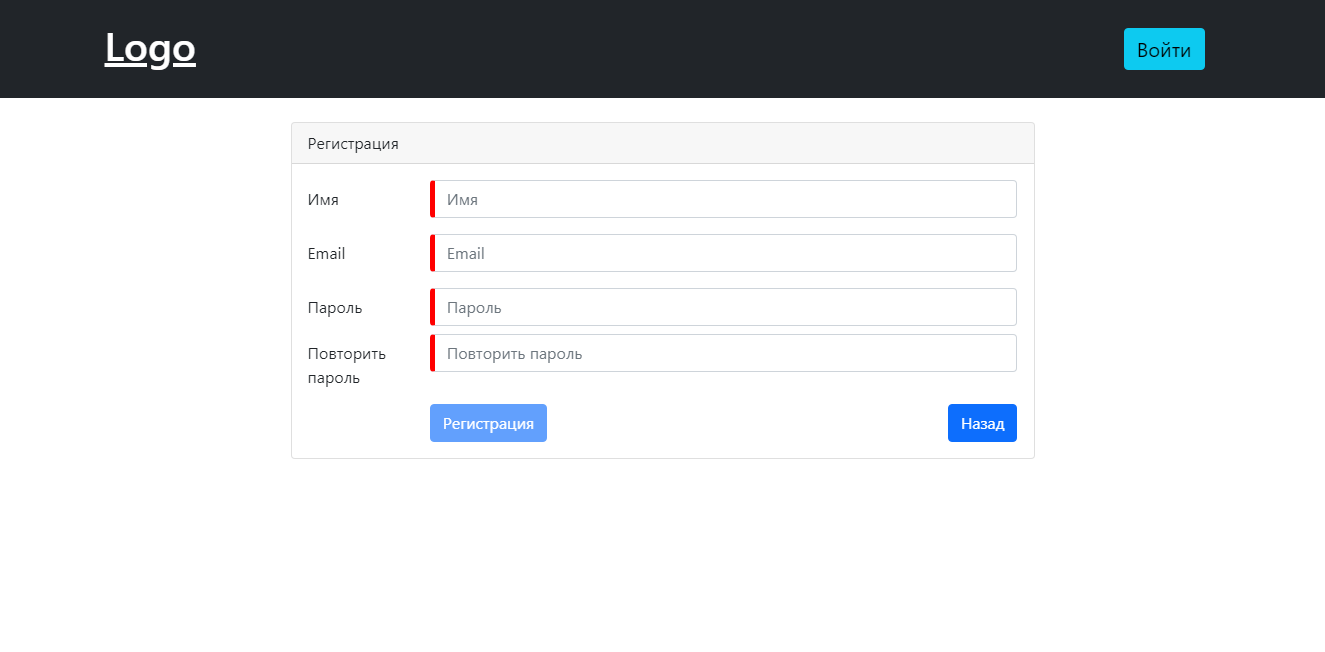 Logo
Войти
Регистрация
Имя
Имя
Email
Email
Пароль
Пароль
Повторить
пароль
Повторить пароль
Регистрация
Назад